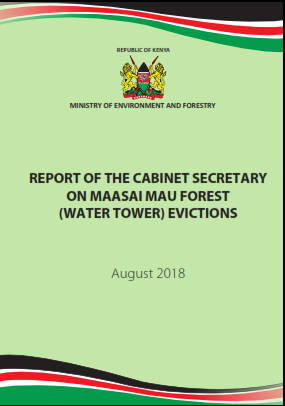 REPUBLIC OF KENYA
MINISTRY OF ENVIRONMENT AND FORESTRY
REPORT OF THE CABINET SECRETARY
ON MAASAI MAU FOREST
(WATER TOWER) EVICTIONS
August 2018